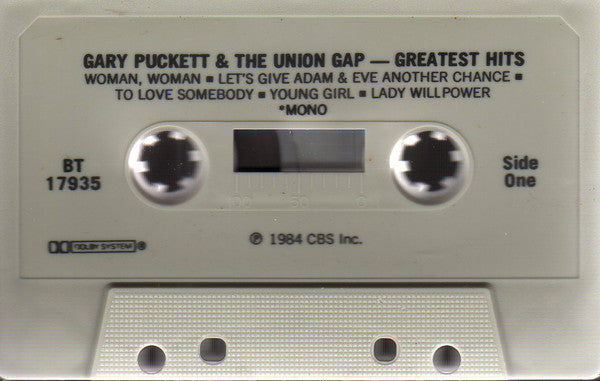 GARY PUCKETT & THE UNION GAP — GREATEST HITS
WOMAN, WOMAN ▪ LET'S GIVE ADAM & EVE ANOTHER CHANCE ▪
TO LOVE SOMEBODY ▪ YOUNG GIRL ▪ LADY WILLPOWER
*MONO
BT
17935
Side
One
100 50 0
DOLBY SYSTEM ®
℗ 1984 CBS Inc.